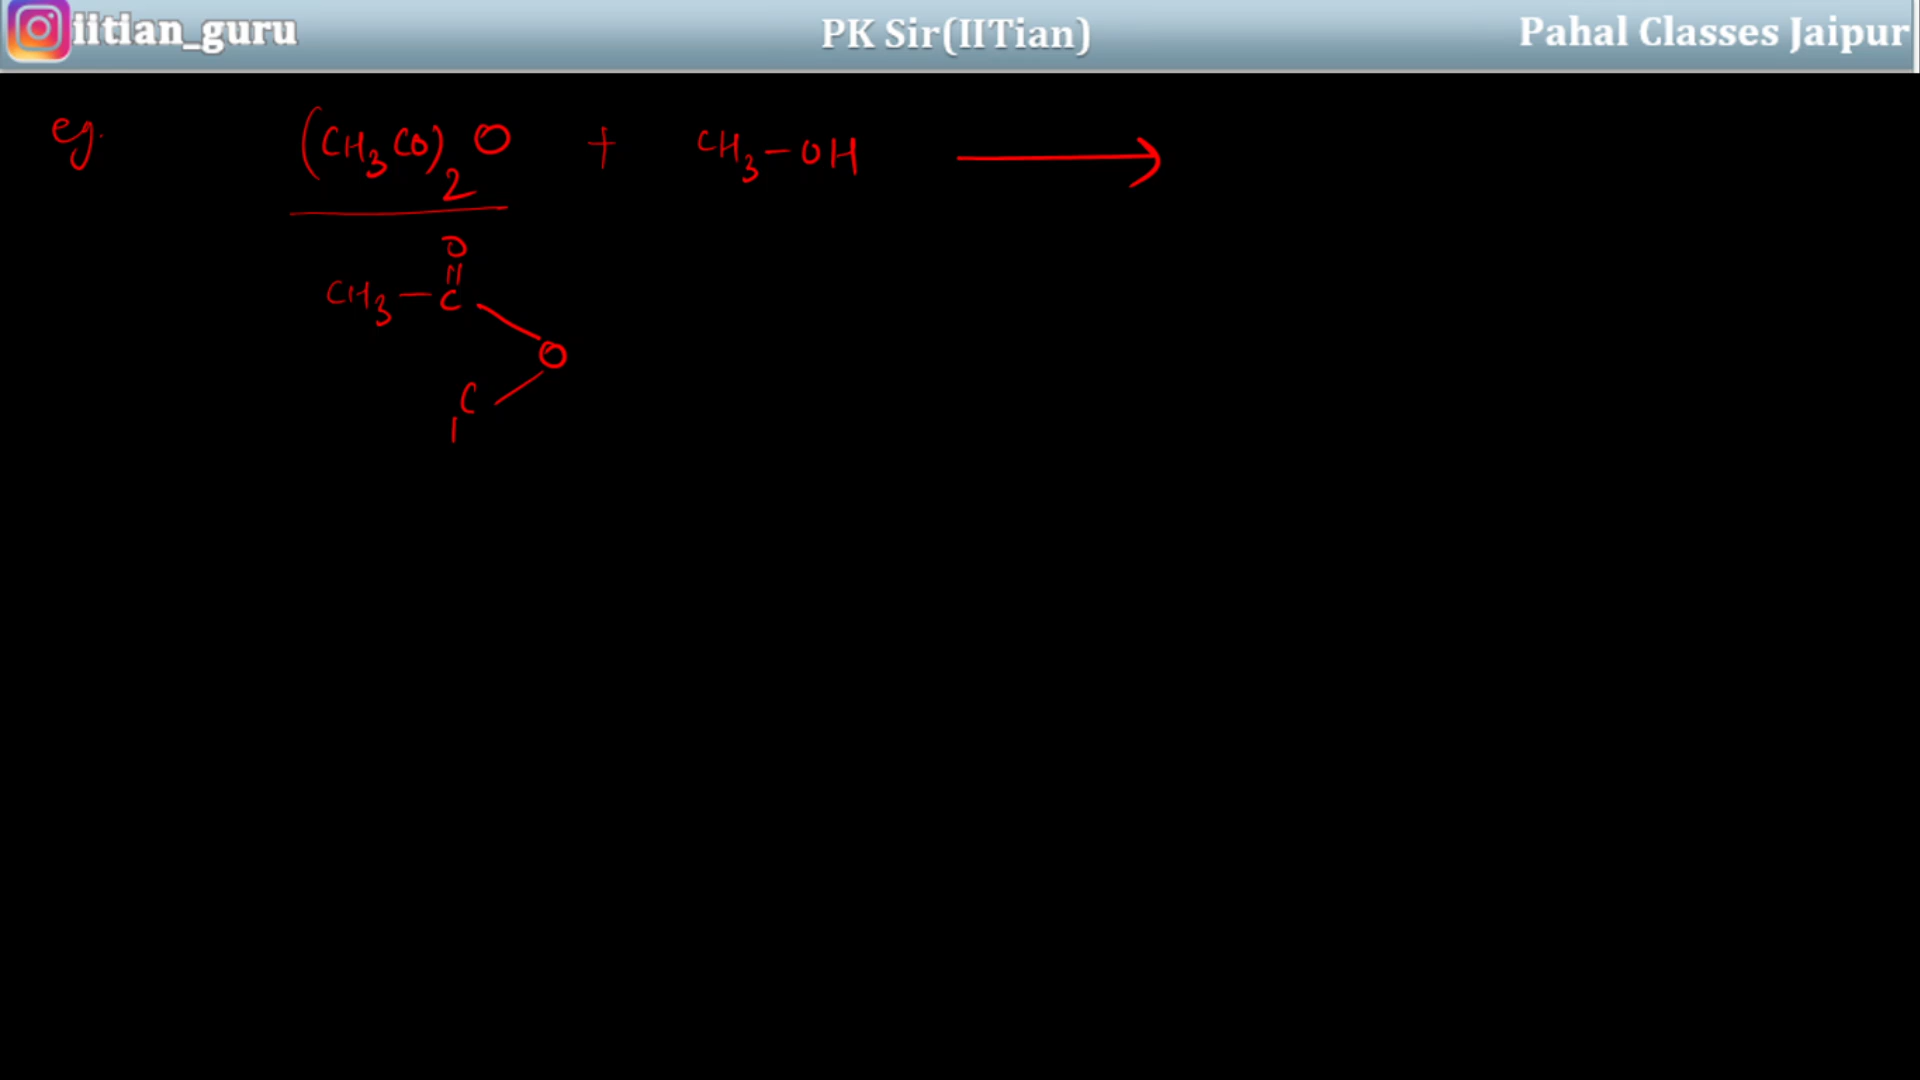 iitian_guru PK Sir(IITian) Pahal Classes Jaipur
eg. (CH3CO)2O + CH3-OH ⟶
O
||
CH3-C
O
C